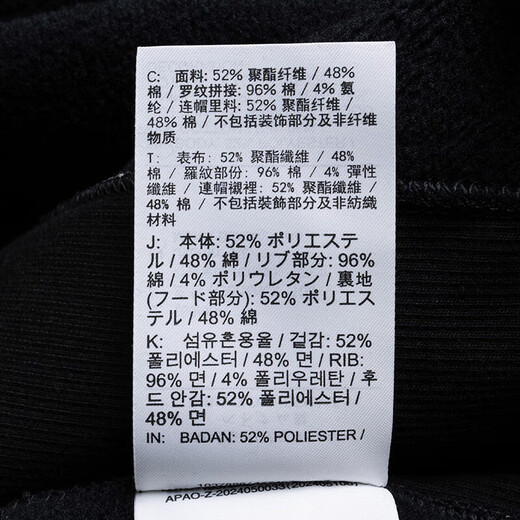 C: 面料: 52% 聚酯纤维 / 48%
棉 / 罗纹拼接: 96% 棉 / 4% 氨
纶 / 连帽里料: 52% 聚酯纤维 /
48% 棉 / 不包括装饰部分及非纤维
物质
T: 表布: 52% 聚酯纖維 / 48%
棉 / 羅紋部份: 96% 棉 / 4% 彈性
纖維 / 連帽襯裡: 52% 聚酯纖維 /
48% 棉 / 不包括裝飾部分及非紡織
材料
J: 本体: 52% ポリエステ
ル / 48% 綿 / リブ部分: 96%
綿 / 4% ポリウレタン / 裏地
(フード部分): 52% ポリエス
テル / 48% 綿
K: 섬유혼용율 / 겉감: 52%
폴리에스터 / 48% 면 / RIB:
96% 면 / 4% 폴리우레탄 / 후
드 안감: 52% 폴리에스터 /
48% 면
IN: BADAN: 52% POLIESTER /
APAO-Z-2024050033(20240510